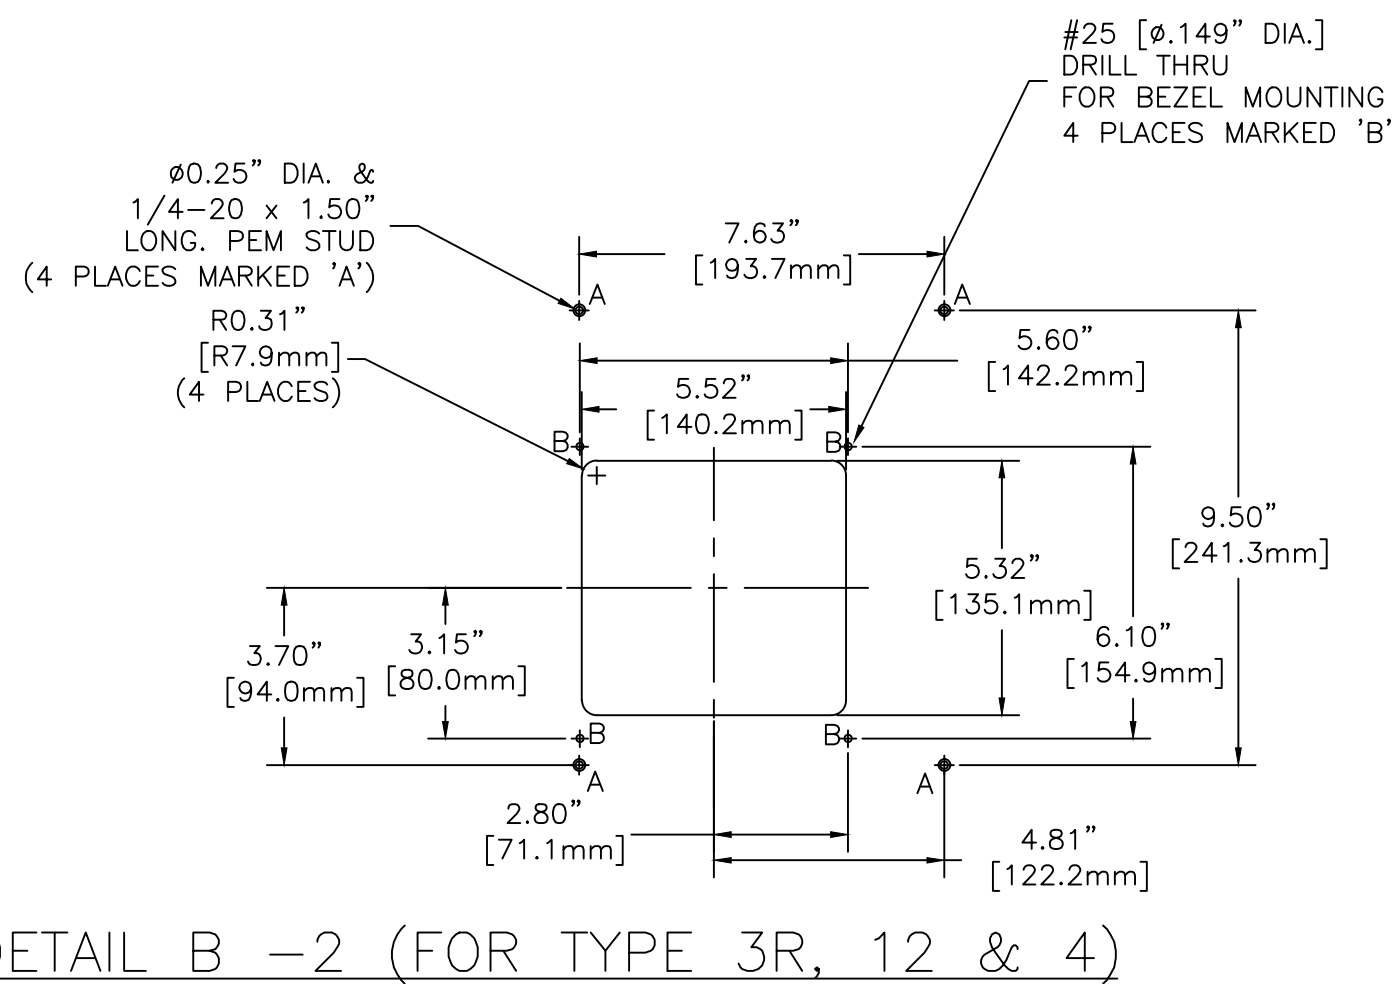 #25 [ø.149” DIA.]
DRILL THRU
FOR BEZEL MOUNTING
4 PLACES MARKED ’B’
ø0.25” DIA. &
1/4-20 x 1.50”
LONG. PEM STUD
(4 PLACES MARKED ’A’)
7.63”
[193.7mm]
A
A
R0.31”
[R7.9mm]
(4 PLACES)
5.60”
[142.2mm]
5.52”
[140.2mm]
B
B
9.50”
[241.3mm]
5.32”
[135.1mm]
6.10”
[154.9mm]
3.15”
[80.0mm]
3.70”
[94.0mm]
B
B
A
A
2.80”
[71.1mm]
4.81”
[122.2mm]
DETAIL B -2 (FOR TYPE 3R, 12 & 4)